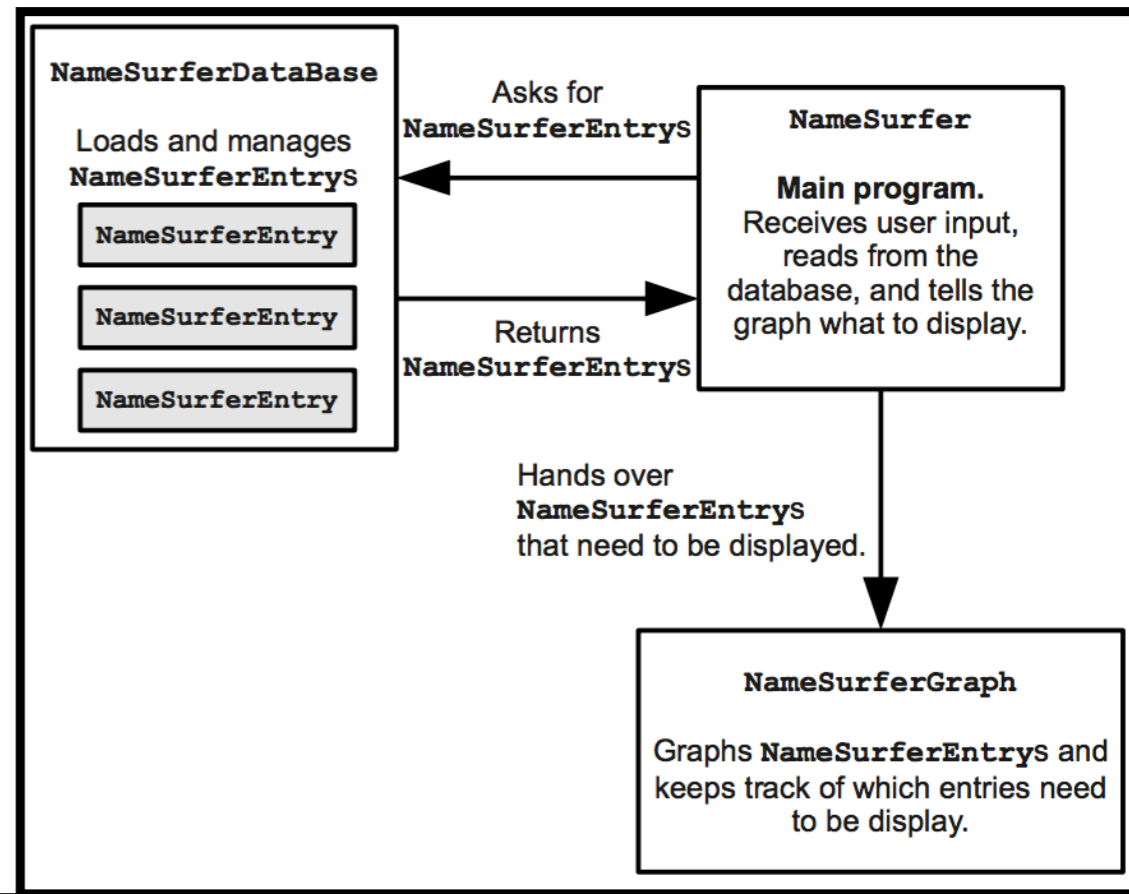 NameSurferDataBase
Loads and manages
NameSurferEntrys
NameSurferEntry
NameSurferEntry
NameSurferEntry
Asks for
NameSurferEntrys
Returns
NameSurferEntrys
NameSurfer
Main program.
Receives user input,
reads from the
database, and tells the
graph what to display.
Hands over
NameSurferEntrys
that need to be displayed.
NameSurferGraph
Graphs NameSurferEntrys and
keeps track of which entries need
to be display.